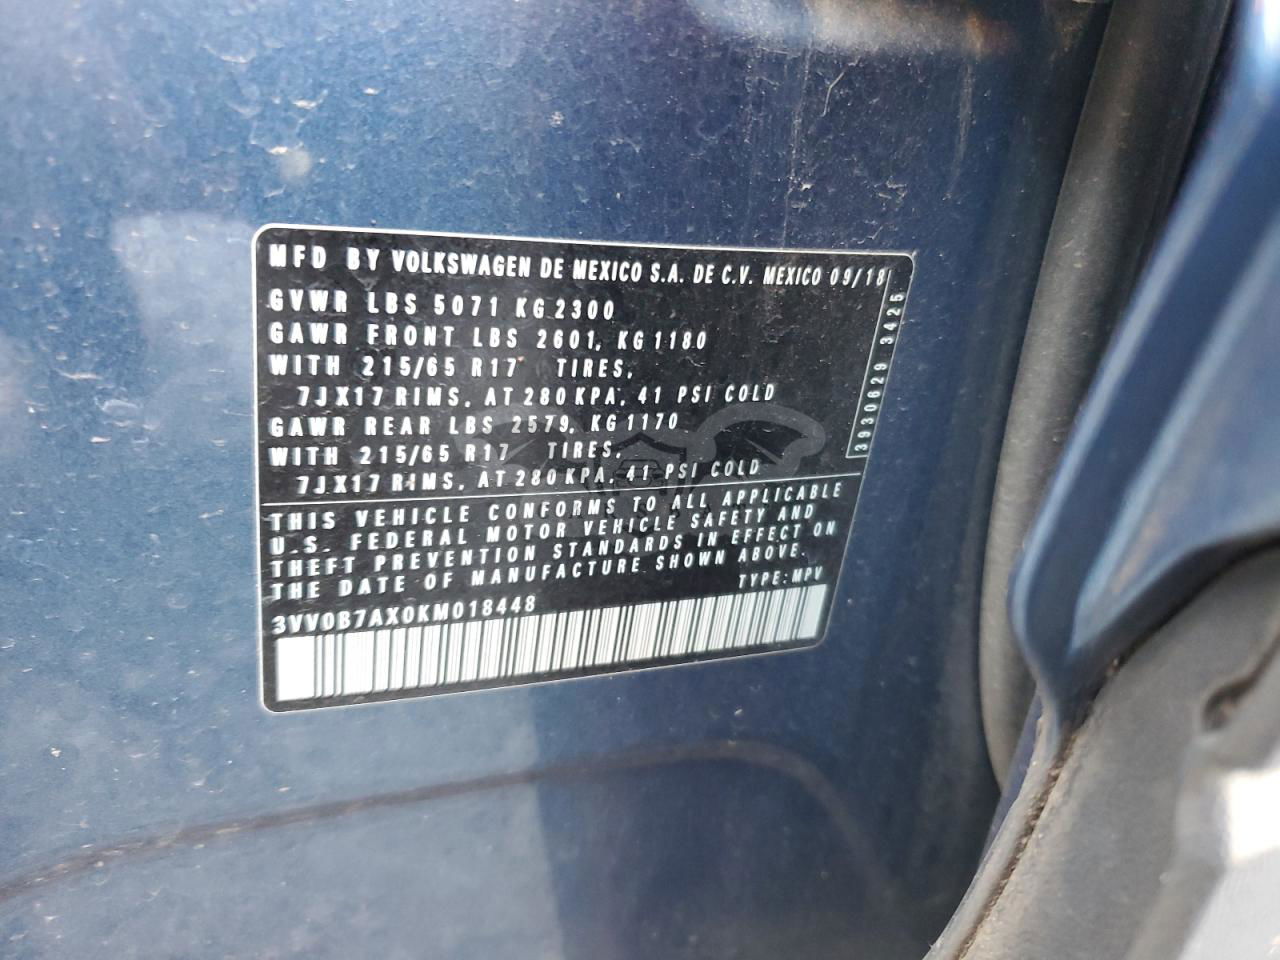 MFD BY VOLKSWAGEN DE MEXICO S.A. DE C.V. MEXICO 09/18
GVWR LBS 5071 KG 2300
GAWR FRONT LBS 2601, KG 1180
WITH 215/65 R17 TIRES,
7JX17 RIMS, AT 280 KPA, 41 PSI COLD
GAWR REAR LBS 2579, KG 1170
WITH 215/65 R17 TIRES,
7JX17 RIMS, AT 280 KPA, 41 PSI COLD
3930629 3425
THIS VEHICLE CONFORMS TO ALL APPLICABLE
U.S. FEDERAL MOTOR VEHICLE SAFETY AND
THEFT PREVENTION STANDARDS IN EFFECT ON
THE DATE OF MANUFACTURE SHOWN ABOVE.
3VV0B7AX0KM018448 TYPE: MPV